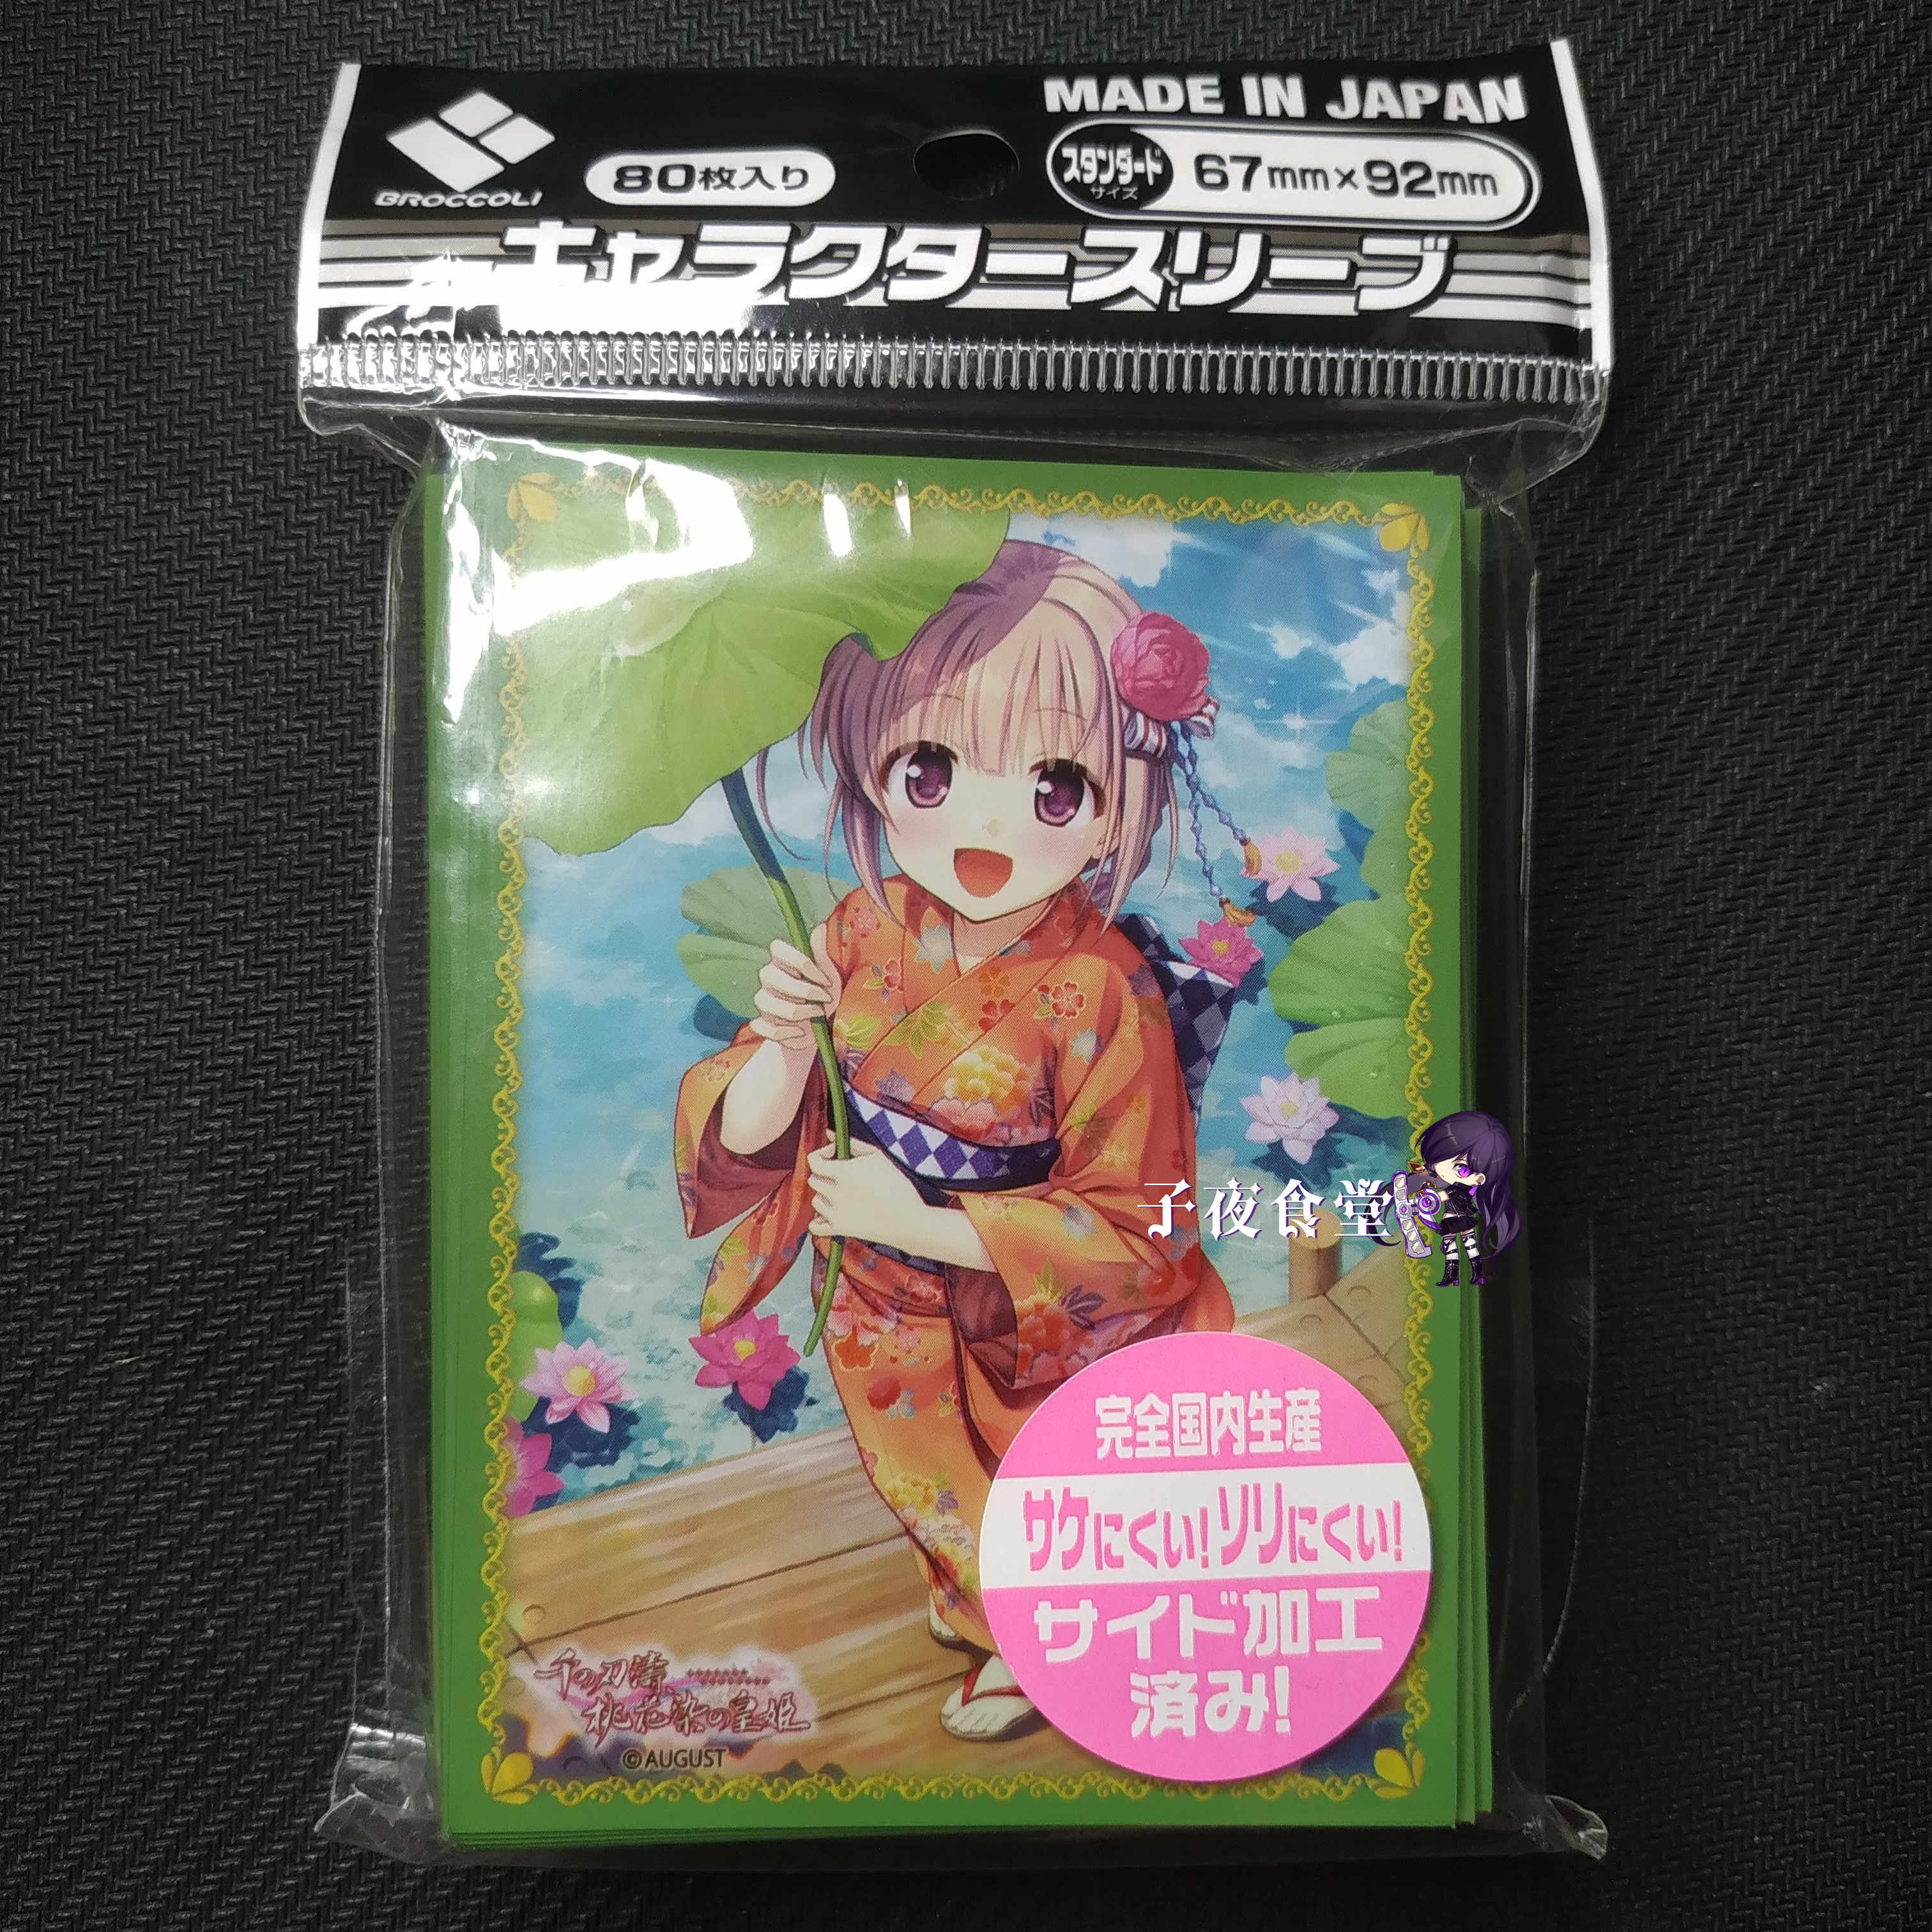 MADE IN JAPAN
BROCCOLI
80枚入り
スタンダード
サイズ
67mm×92mm
キャラクタースリーブ
子夜食堂
完全国内生産
サケにくい!ソリにくい!
サイド加工
済み!
千の刃濤
桃花染の皇姫
©AUGUST